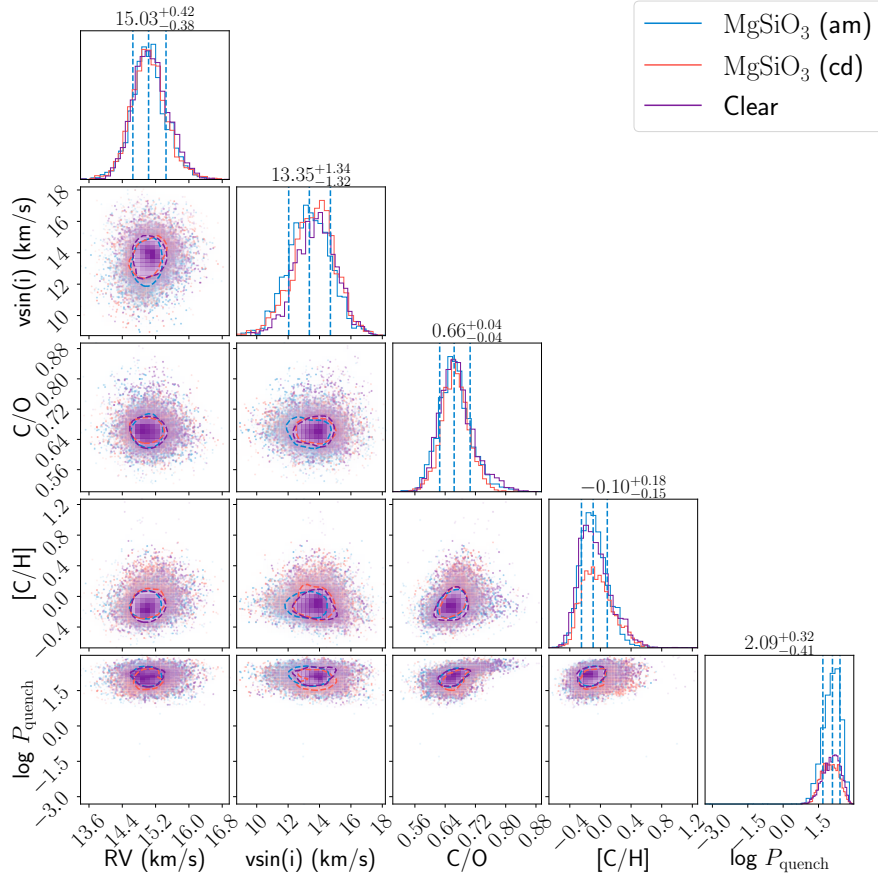 15.03+0.42−0.38
MgSiO3 (am)
MgSiO3 (cd)
Clear
13.35+1.34−1.32
vsin(i) (km/s)
18
16
14
12
10
0.66+0.04−0.04
C/O
0.88
0.80
0.72
0.64
0.56
−0.10+0.18−0.15
[C/H]
1.2
0.8
0.4
−0.0
−0.4
2.09+0.32−0.41
log Pquench
1.5
0.0
−1.5
−3.0
13.6 14.4 15.2 16.0 16.8 10 12 14 16 18 0.56 0.64 0.72 0.80 0.88 −0.4 −0.0 0.4 0.8 1.2 −3.0 −1.5 0.0 1.5
RV (km/s) vsin(i) (km/s) C/O [C/H] log Pquench